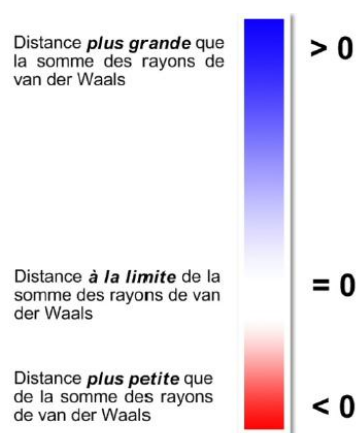 Distance plus grande que
la somme des rayons de
van der Waals
> 0
Distance à la limite de la
somme des rayons de van
der Waals
= 0
Distance plus petite que
de la somme des rayons
de van der Waals
< 0